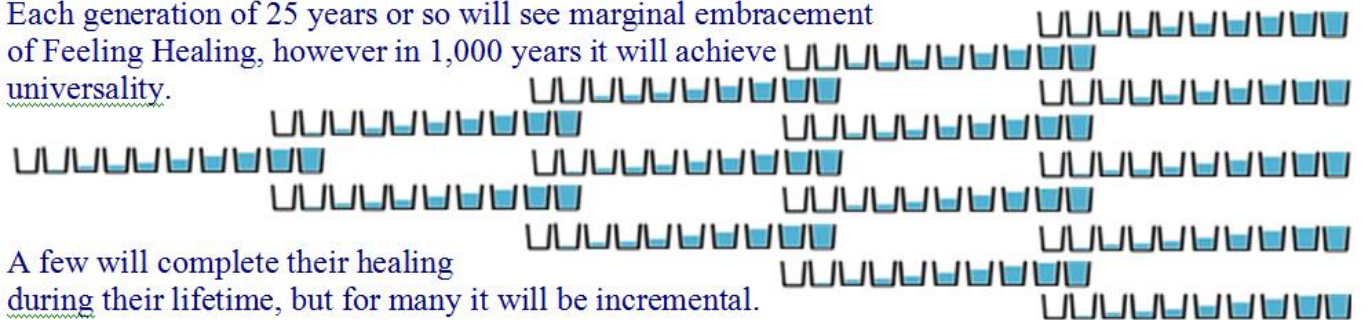 Each generation of 25 years or so will see marginal embracement
of Feeling Healing, however in 1,000 years it will achieve
universality.
A few will complete their healing
during their lifetime, but for many it will be incremental.